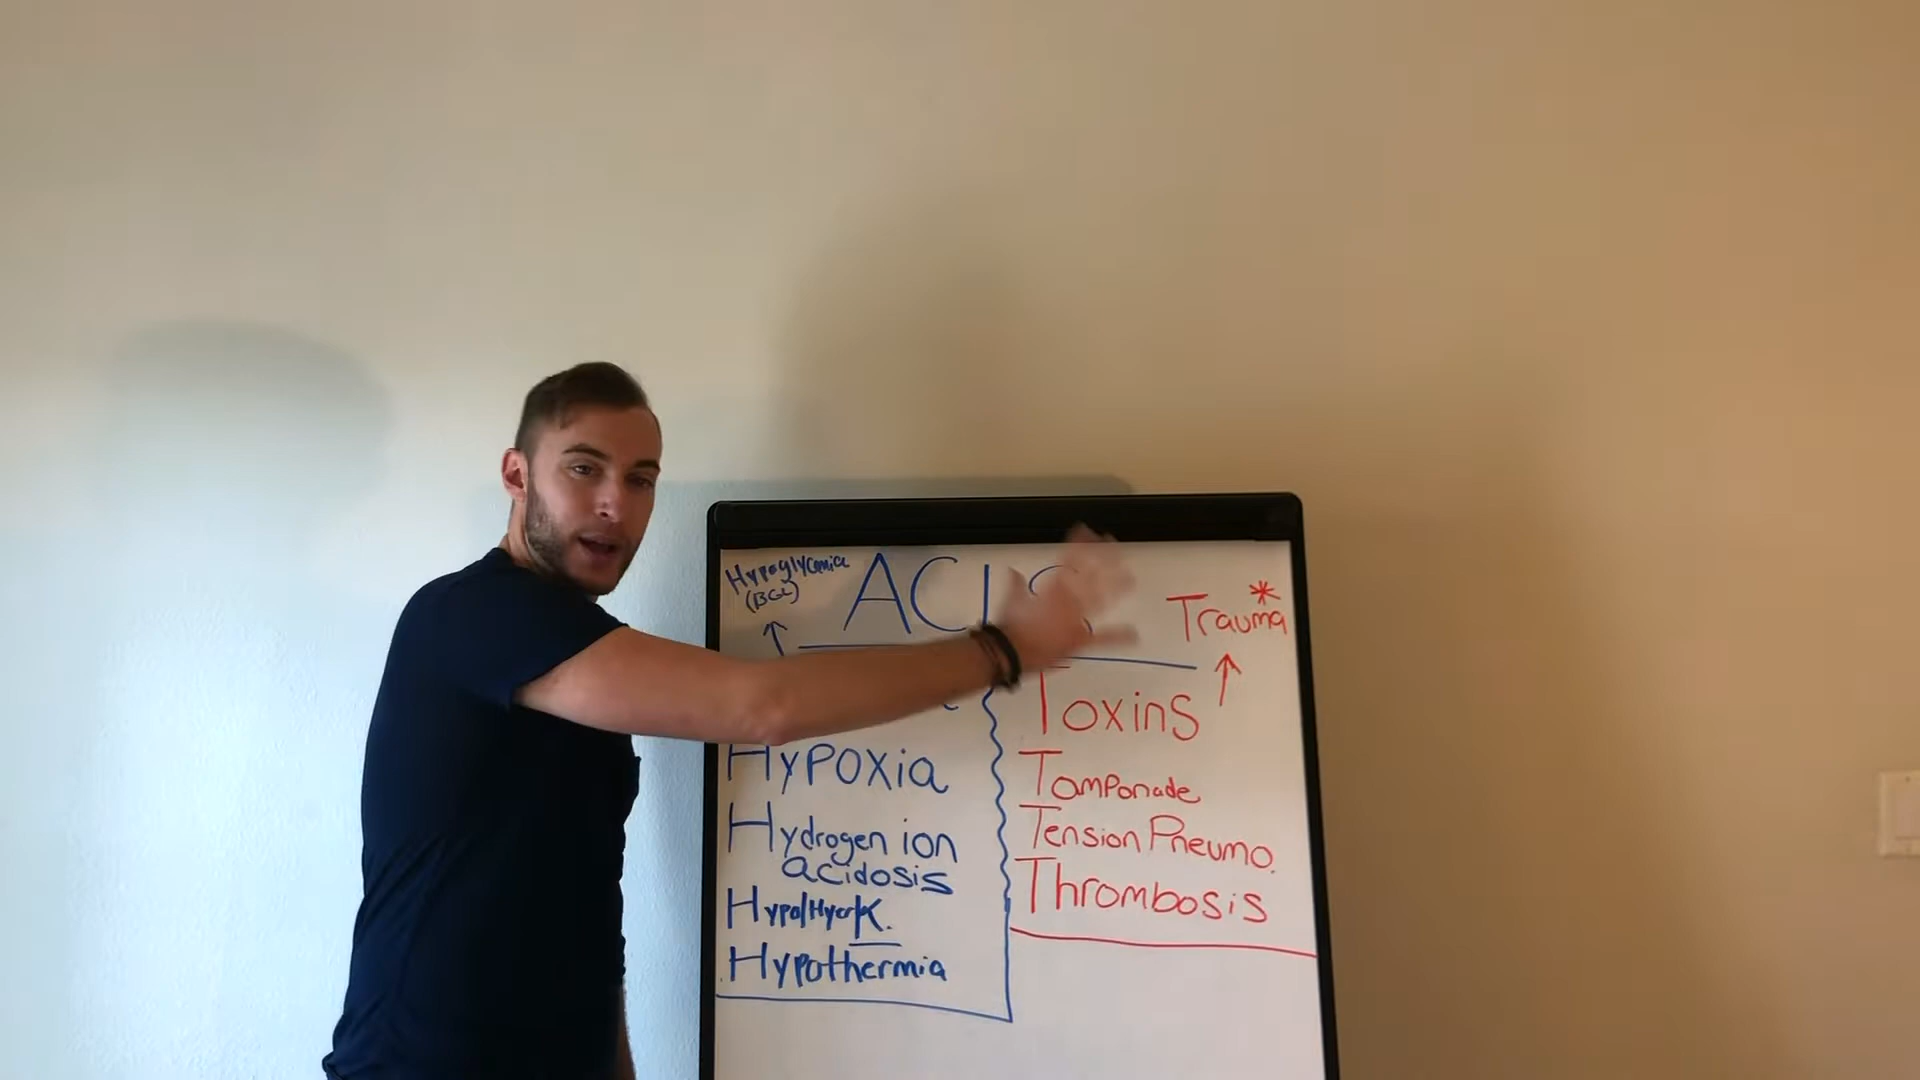 Hypoglycemia
(BGL)
ACLS
Trauma*
Toxins
Hypoxia
Tamponade
Hydrogen ion
acidosis
Tension Pneumo.
Thrombosis
Hypo/Hyper K.
Hypothermia